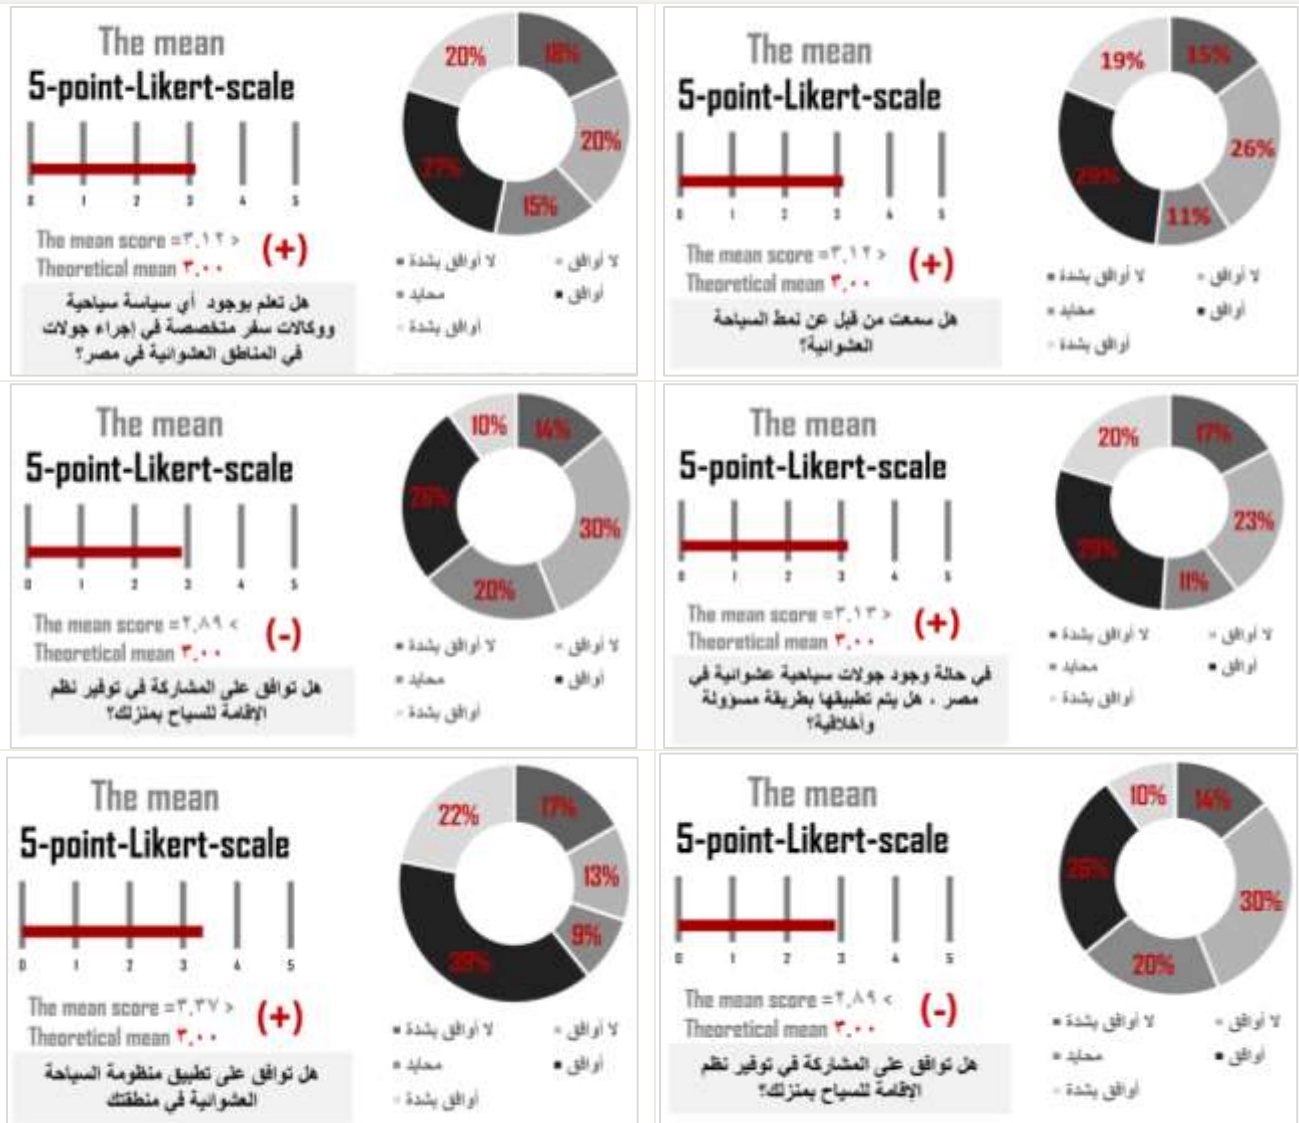 The mean
5-point-Likert-scale
0 1 2 3 4 5
The mean score =٣,١٢ >
Theoretical mean ٣,٠٠
(+)
هل تعلم بوجود أي سياسة سياحية
ووكالات سفر متخصصة في إجراء جولات
في المناطق العشوائية في مصر؟
20% 18%
20%
27%
15%
لا أوافق بشدة لا أوافق
محايد أوافق
أوافق بشدة
The mean
5-point-Likert-scale
0 1 2 3 4 5
The mean score =٣,١٢ >
Theoretical mean ٣,٠٠
(+)
هل سمعت من قبل عن نمط السياحة
العشوائية؟
19% 15%
26%
29%
11%
لا أوافق بشدة لا أوافق
محايد أوافق
أوافق بشدة
The mean
5-point-Likert-scale
0 1 2 3 4 5
The mean score =٢,٨٩ <
Theoretical mean ٣,٠٠
(-)
هل توافق على المشاركة في توفير نظم
الإقامة للسياح بمنزلك؟
10% 14%
26%
30%
20%
لا أوافق بشدة لا أوافق
محايد أوافق
أوافق بشدة
The mean
5-point-Likert-scale
0 1 2 3 4 5
The mean score =٣,١٣ >
Theoretical mean ٣,٠٠
(+)
في حالة وجود جولات سياحية عشوائية في
مصر ، هل يتم تطبيقها بطريقة مسؤولة
وأخلاقية؟
20% 17%
23%
29%
11%
لا أوافق بشدة لا أوافق
محايد أوافق
أوافق بشدة
The mean
5-point-Likert-scale
0 1 2 3 4 5
The mean score =٣,٣٧ >
Theoretical mean ٣,٠٠
(+)
هل توافق على تطبيق منظومة السياحة
العشوائية في منطقتك
22% 17%
13%
9%
39%
لا أوافق بشدة لا أوافق
محايد أوافق
أوافق بشدة
The mean
5-point-Likert-scale
0 1 2 3 4 5
The mean score =٢,٨٩ <
Theoretical mean ٣,٠٠
(-)
هل توافق على المشاركة في توفير نظم
الإقامة للسياح بمنزلك؟
10% 14%
26%
30%
20%
لا أوافق بشدة لا أوافق
محايد أوافق
أوافق بشدة